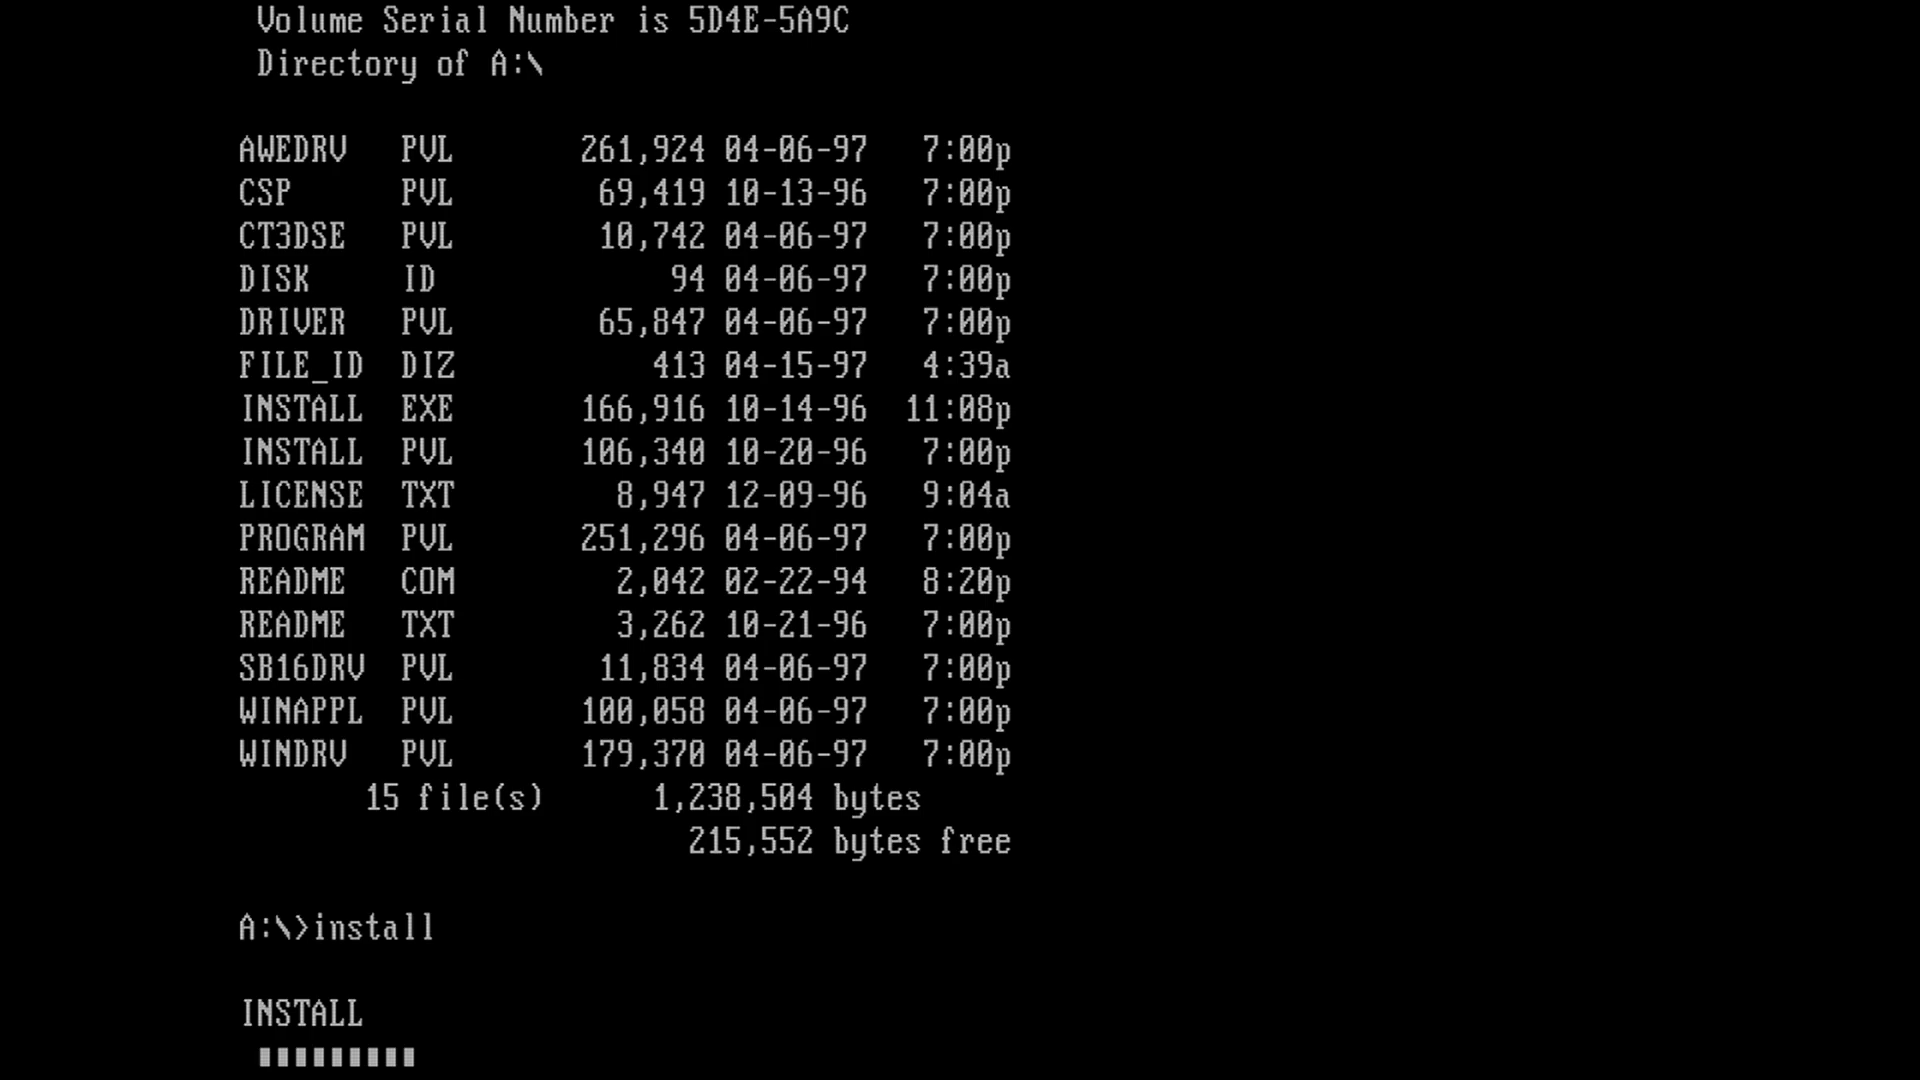 Volume Serial Number is 5D4E-5A9C
Directory of A:\
AWEDRV PVL 261,924 04-06-97 7:00p
CSP PVL 69,419 10-13-96 7:00p
CT3DSE PVL 10,742 04-06-97 7:00p
DISK ID 94 04-06-97 7:00p
DRIVER PVL 65,847 04-06-97 7:00p
FILE_ID DIZ 413 04-15-97 4:39a
INSTALL EXE 166,916 10-14-96 11:08p
INSTALL PVL 106,340 10-20-96 7:00p
LICENSE TXT 8,947 12-09-96 9:04a
PROGRAM PVL 251,296 04-06-97 7:00p
README COM 2,042 02-22-94 8:20p
README TXT 3,262 10-21-96 7:00p
SB16DRV PVL 11,834 04-06-97 7:00p
WINAPPL PVL 100,058 04-06-97 7:00p
WINDRV PVL 179,370 04-06-97 7:00p
15 file(s) 1,238,504 bytes
215,552 bytes free
A:\>install
INSTALL